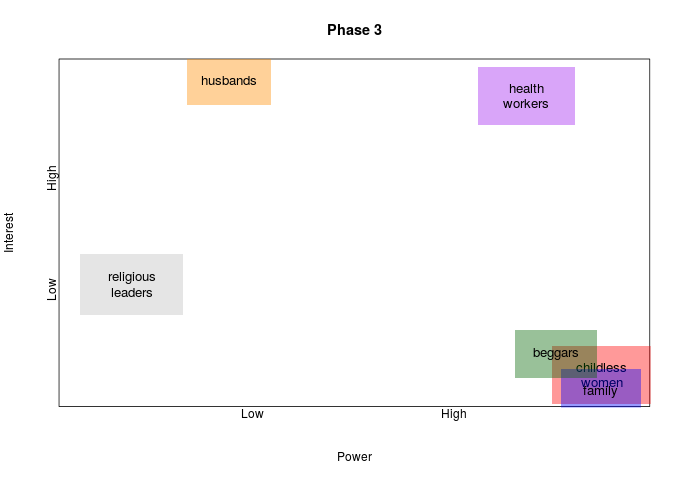 Phase 3
husbands
health
workers
High
Interest
religious
leaders
Low
beggars
childless
women
family
Low
High
Power